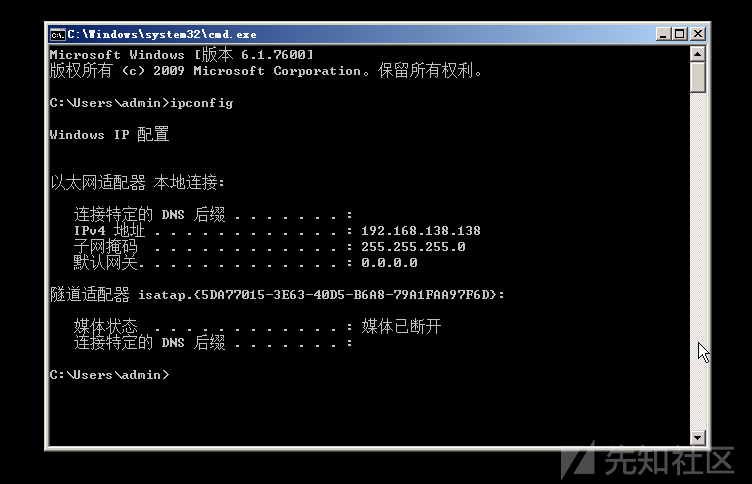 C:\Windows\system32\cmd.exe
Microsoft Windows [版本 6.1.7600]
版权所有 (c) 2009 Microsoft Corporation。保留所有权利。
C:\Users\admin>ipconfig
Windows IP 配置
以太网适配器 本地连接:
连接特定的 DNS 后缀 . . . . . . . :
IPv4 地址 . . . . . . . . . . . . : 192.168.138.138
子网掩码 . . . . . . . . . . . . : 255.255.255.0
默认网关. . . . . . . . . . . . . : 0.0.0.0
隧道适配器 isatap.{5DA77015-3E63-40D5-B6A8-79A1FAA97F6D}:
媒体状态 . . . . . . . . . . . . : 媒体已断开
连接特定的 DNS 后缀 . . . . . . . :
C:\Users\admin>
先知社区